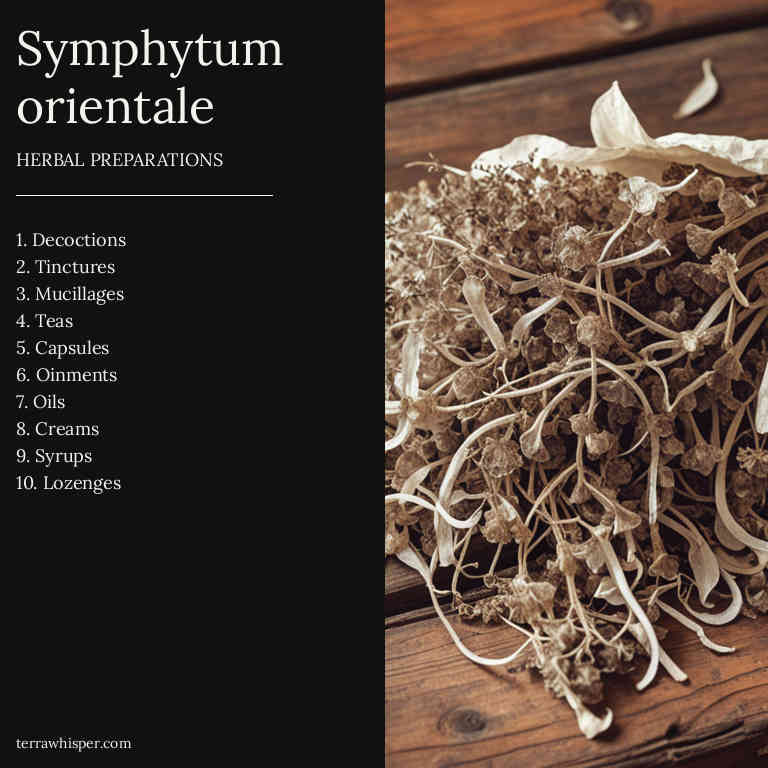 Symphytum
orientale
HERBAL PREPARATIONS
1. Decoctions
2. Tinctures
3. Mucillages
4. Teas
5. Capsules
6. Oinments
7. Oils
8. Creams
9. Syrups
10. Lozenges
terrawhisper.com